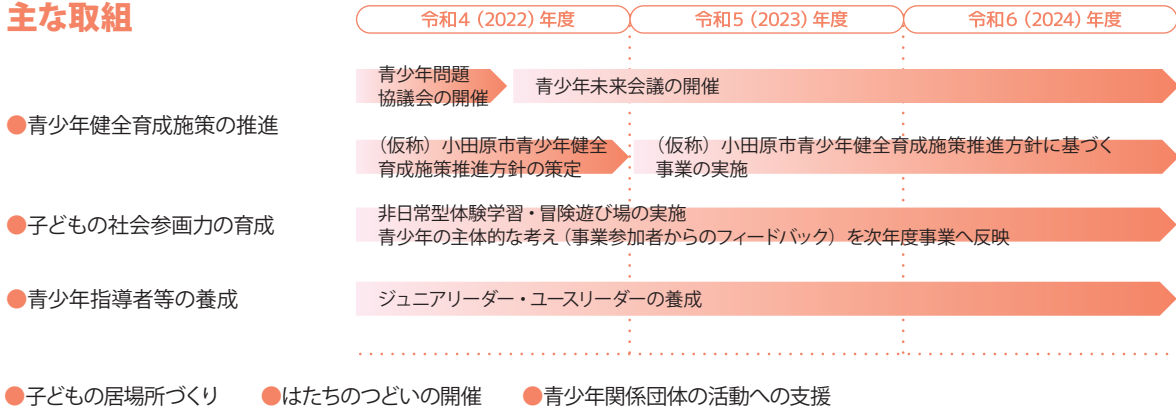 主な取組
令和4（2022）年度
令和5（2023）年度
令和6（2024）年度
●青少年健全育成施策の推進
青少年問題
協議会の開催
青少年未来会議の開催
（仮称）小田原市青少年健全
育成施策推進方針の策定
（仮称）小田原市青少年健全育成施策推進方針に基づく
事業の実施
●子どもの社会参画力の育成
非日常型体験学習・冒険遊び場の実施
青少年の主体的な考え（事業参加者からのフィードバック）を次年度事業へ反映
●青少年指導者等の養成
ジュニアリーダー・ユースリーダーの養成
●子どもの居場所づくり
●はたちのつどいの開催
●青少年関係団体の活動への支援